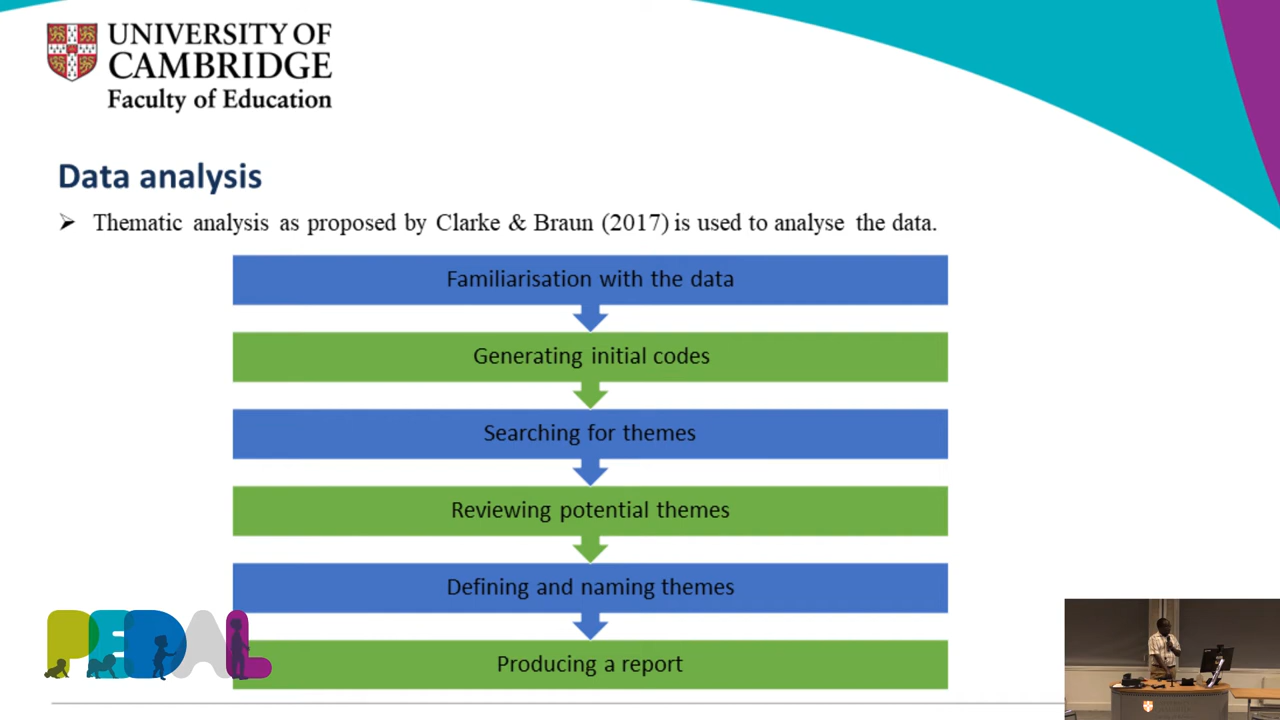 UNIVERSITY OF
CAMBRIDGE
Faculty of Education
Data analysis
➢ Thematic analysis as proposed by Clarke & Braun (2017) is used to analyse the data.
Familiarisation with the data
Generating initial codes
Searching for themes
Reviewing potential themes
Defining and naming themes
Producing a report
PEDAL